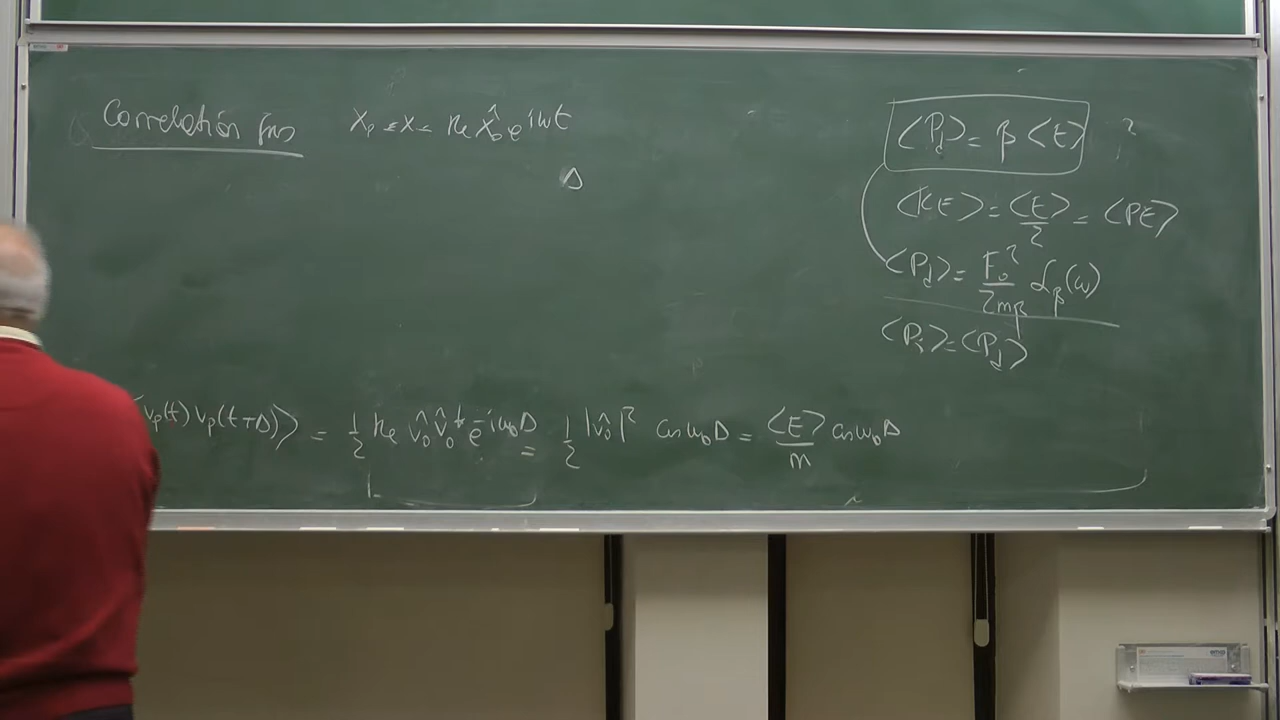 Correlation fns x_p = x = Re x̂_0 e^{iωt}
Δ
⟨P_d⟩ = β⟨E⟩ ?
⟨KE⟩ = ⟨E⟩/2 = ⟨PE⟩
⟨P_d⟩ = F_0²/2mβ 𝓛_β(ω)
⟨P_i⟩ = ⟨P_d⟩
v_p(t) v_p(t+Δ)⟩ = 1/2 Re v̂_0 v̂_0* e^{-iω_0Δ} = 1/2 |v̂_0|² cos ω_0Δ = ⟨E⟩/m cos ω_0Δ